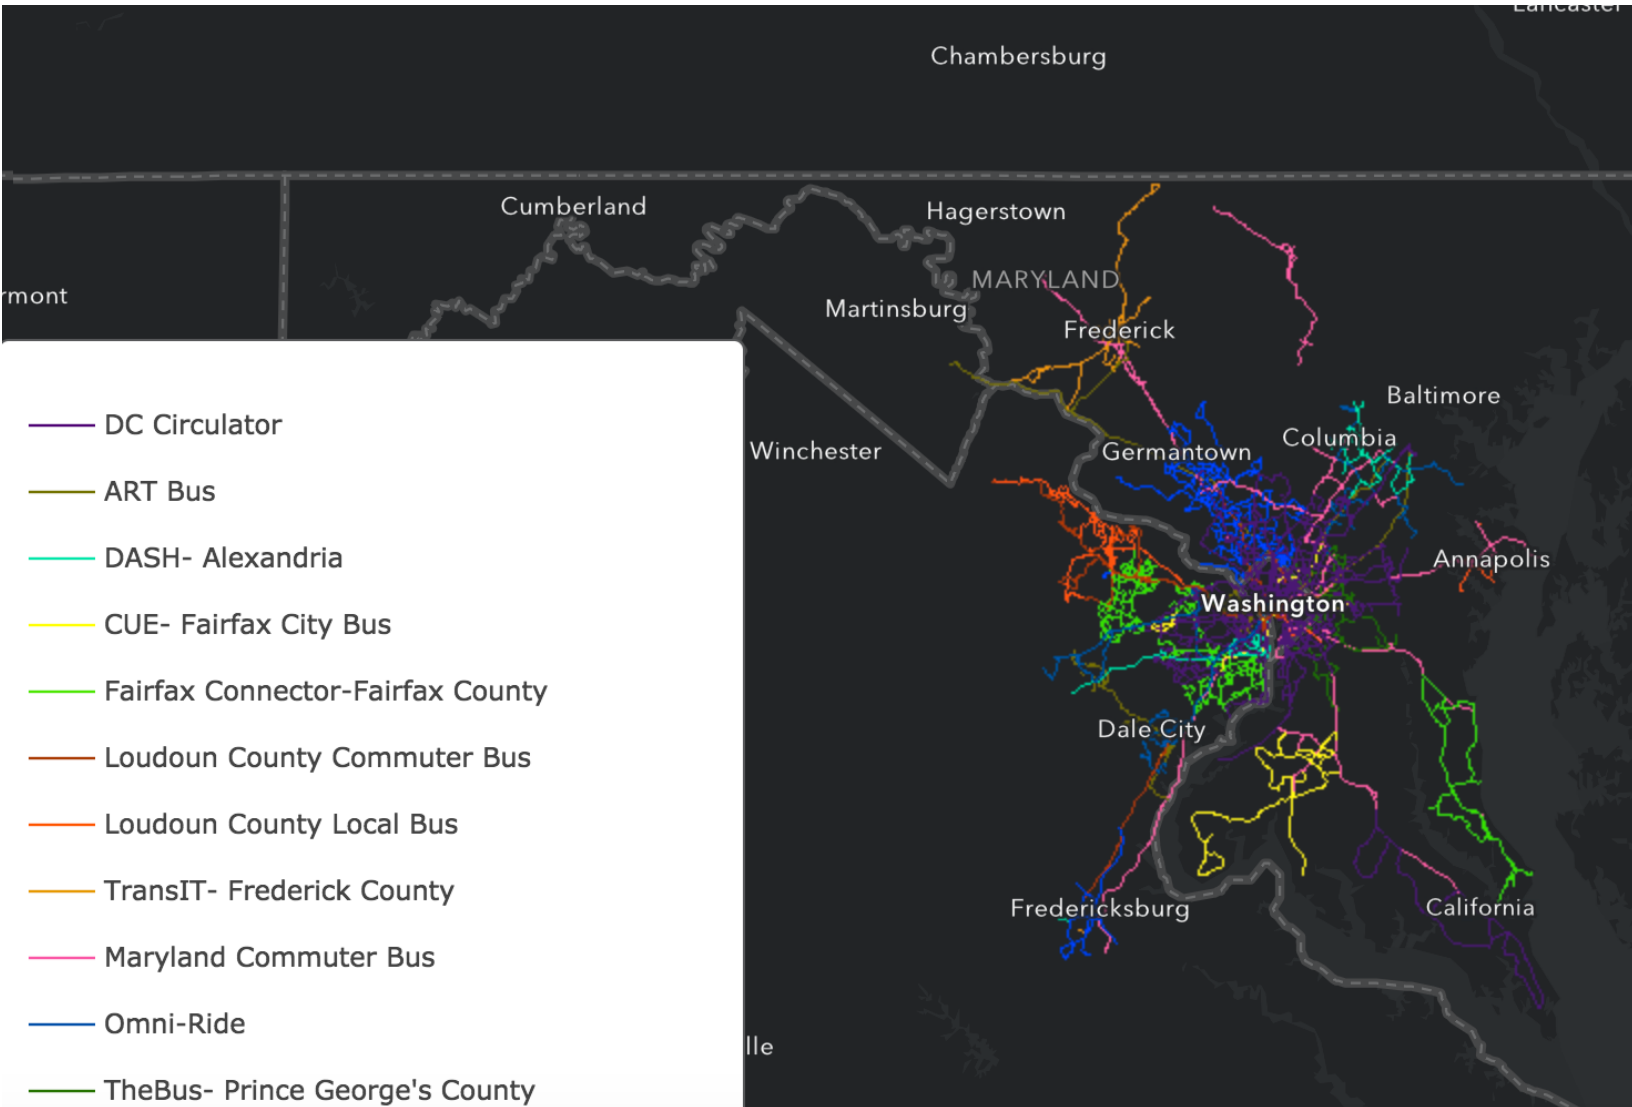 Lancaster
Chambersburg
Cumberland
Hagerstown
MARYLAND
rmont
Martinsburg
Frederick
Baltimore
Columbia
Winchester
Germantown
Annapolis
Washington
Dale City
Fredericksburg
California
lle
DC Circulator
ART Bus
DASH- Alexandria
CUE- Fairfax City Bus
Fairfax Connector-Fairfax County
Loudoun County Commuter Bus
Loudoun County Local Bus
TransIT- Frederick County
Maryland Commuter Bus
Omni-Ride
TheBus- Prince George's County